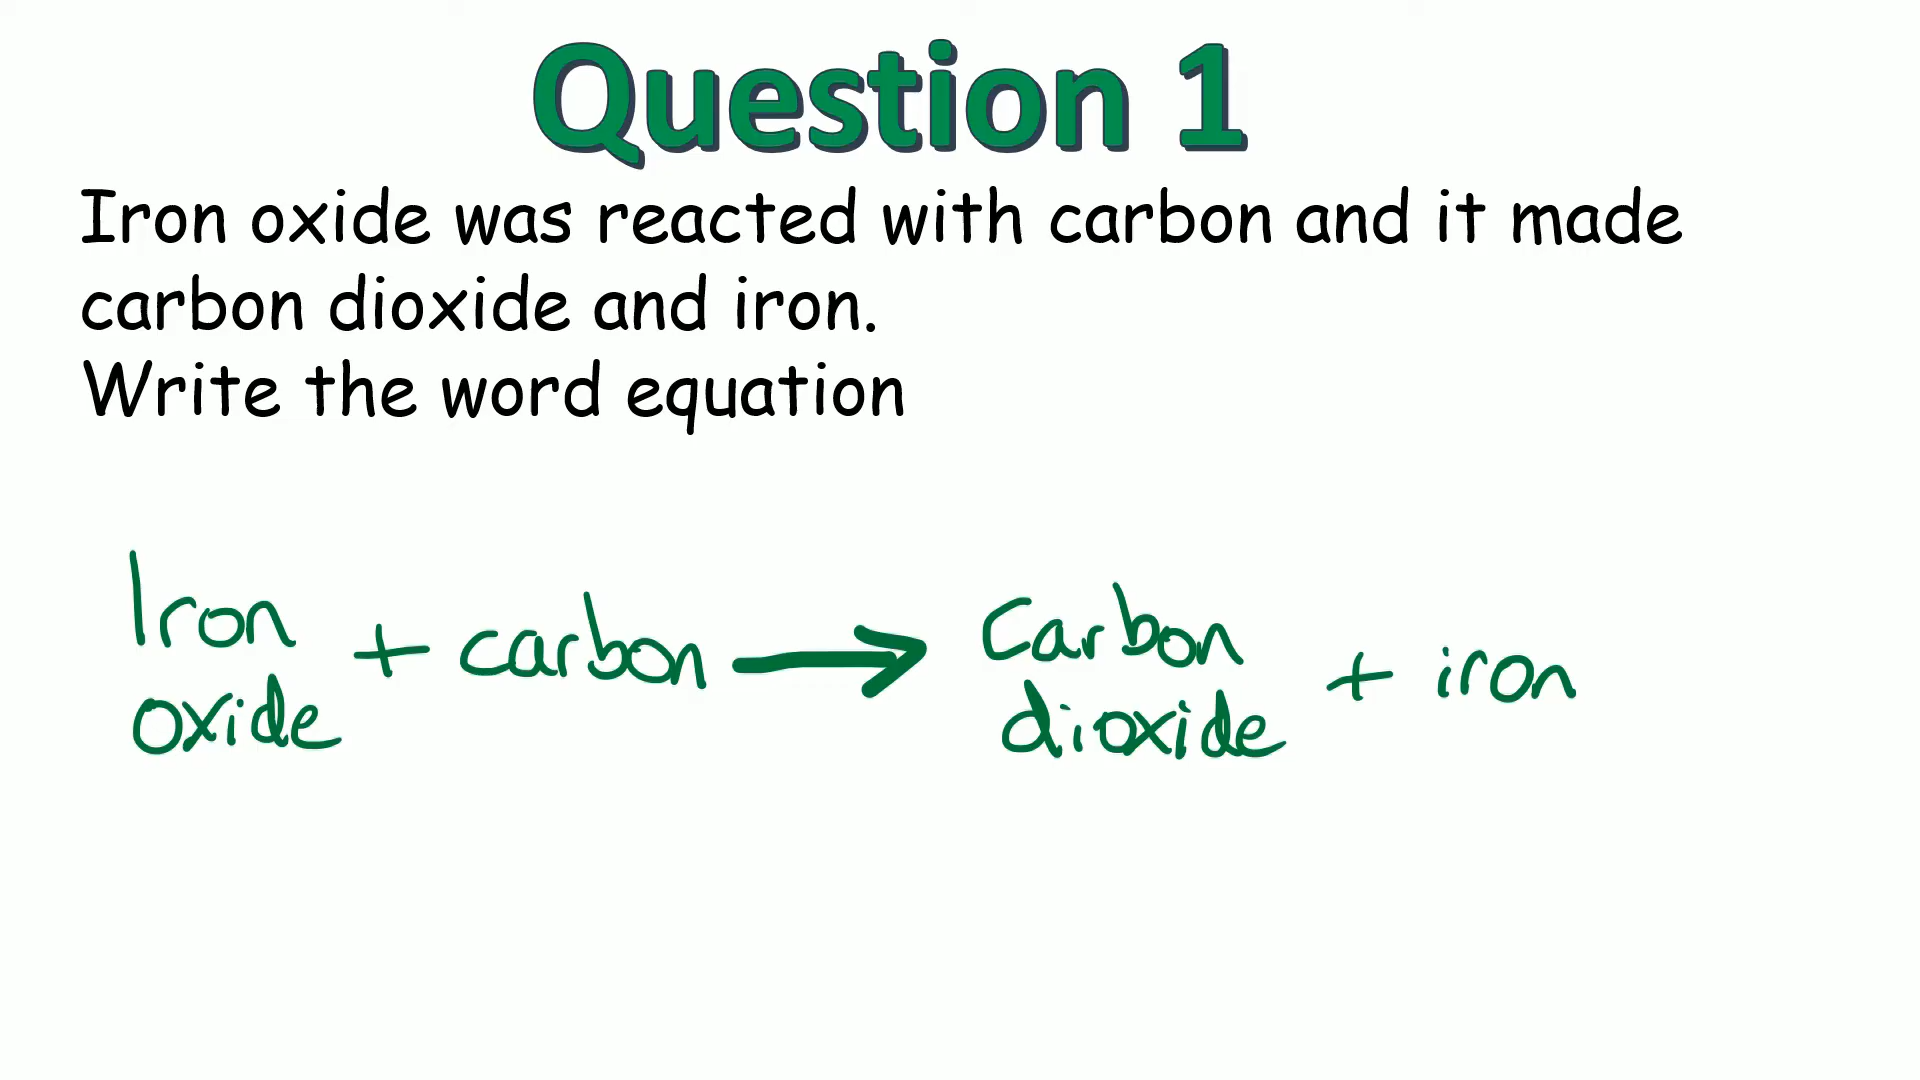 Question 1
Iron oxide was reacted with carbon and it made
carbon dioxide and iron.
Write the word equation
Iron oxide + carbon → Carbon dioxide + iron